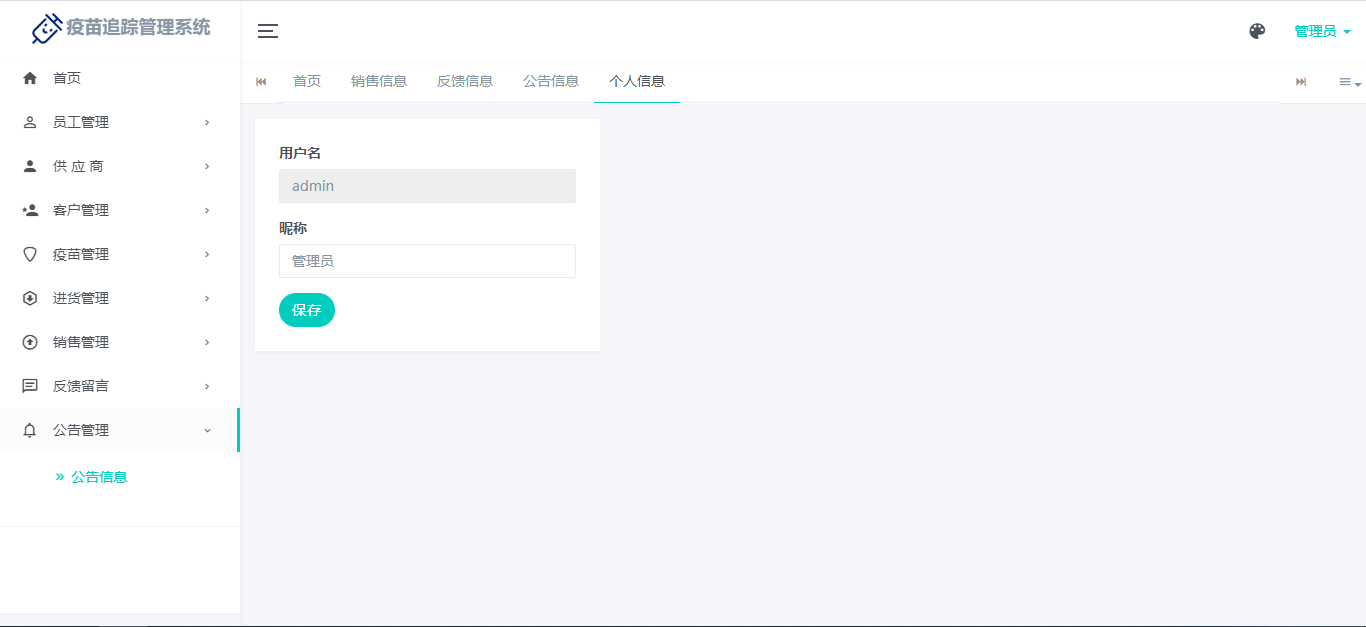 疫苗追踪管理系统
管理员
首页
员工管理
供 应 商
客户管理
疫苗管理
进货管理
销售管理
反馈留言
公告管理
» 公告信息
首页 销售信息 反馈信息 公告信息 个人信息
用户名
admin
昵称
管理员
保存